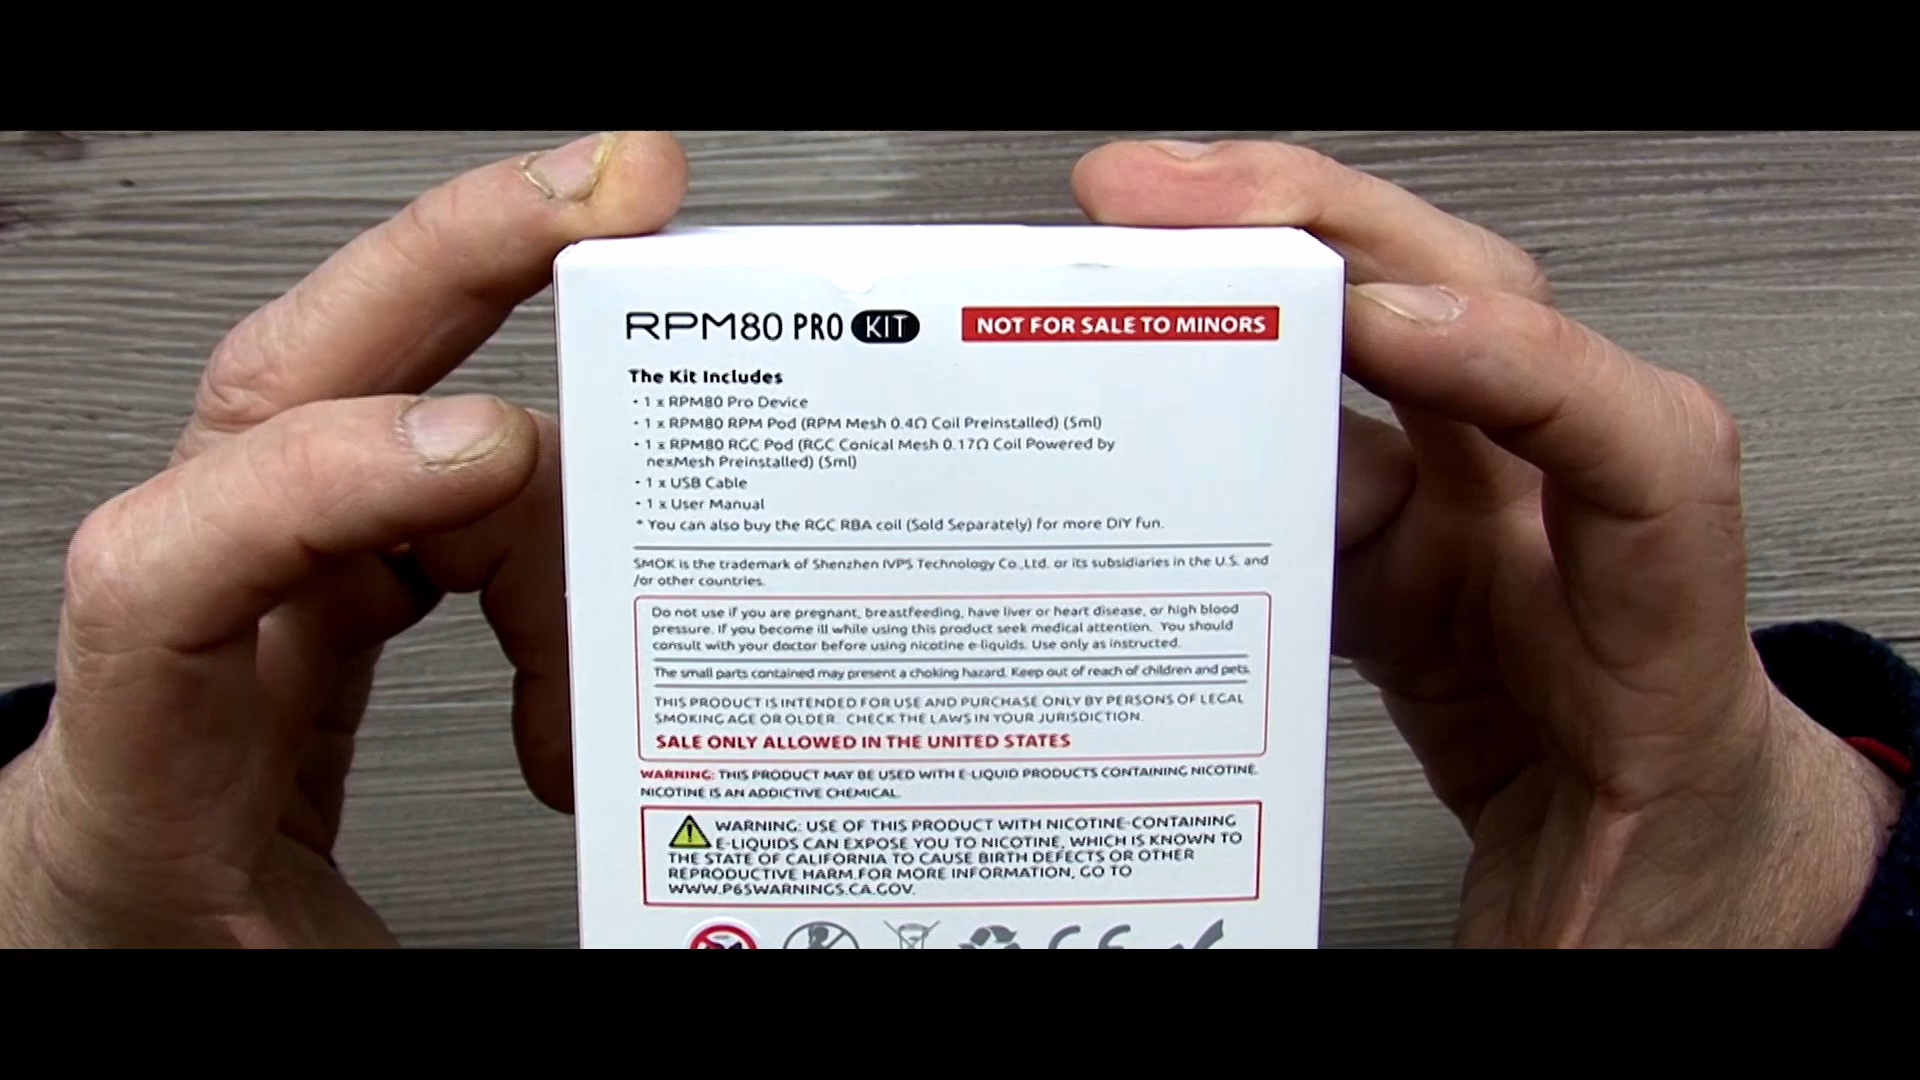 RPM80 PRO KIT
NOT FOR SALE TO MINORS
The Kit Includes
• 1 x RPM80 Pro Device
• 1 x RPM80 RPM Pod (RPM Mesh 0.4Ω Coil Preinstalled) (5ml)
• 1 x RPM80 RGC Pod (RGC Conical Mesh 0.17Ω Coil Powered by
nexMesh Preinstalled) (5ml)
• 1 x USB Cable
• 1 x User Manual
* You can also buy the RGC RBA coil (Sold Separately) for more DIY fun.
SMOK is the trademark of Shenzhen IVPS Technology Co.,Ltd. or its subsidiaries in the U.S. and
/or other countries.
Do not use if you are pregnant, breastfeeding, have liver or heart disease, or high blood
pressure. If you become ill while using this product seek medical attention. You should
consult with your doctor before using nicotine e-liquids. Use only as instructed.
The small parts contained may present a choking hazard. Keep out of reach of children and pets.
THIS PRODUCT IS INTENDED FOR USE AND PURCHASE ONLY BY PERSONS OF LEGAL
SMOKING AGE OR OLDER. CHECK THE LAWS IN YOUR JURISDICTION.
SALE ONLY ALLOWED IN THE UNITED STATES
WARNING: THIS PRODUCT MAY BE USED WITH E-LIQUID PRODUCTS CONTAINING NICOTINE.
NICOTINE IS AN ADDICTIVE CHEMICAL.
WARNING: USE OF THIS PRODUCT WITH NICOTINE-CONTAINING
E-LIQUIDS CAN EXPOSE YOU TO NICOTINE, WHICH IS KNOWN TO
THE STATE OF CALIFORNIA TO CAUSE BIRTH DEFECTS OR OTHER
REPRODUCTIVE HARM.FOR MORE INFORMATION, GO TO
WWW.P65WARNINGS.CA.GOV.